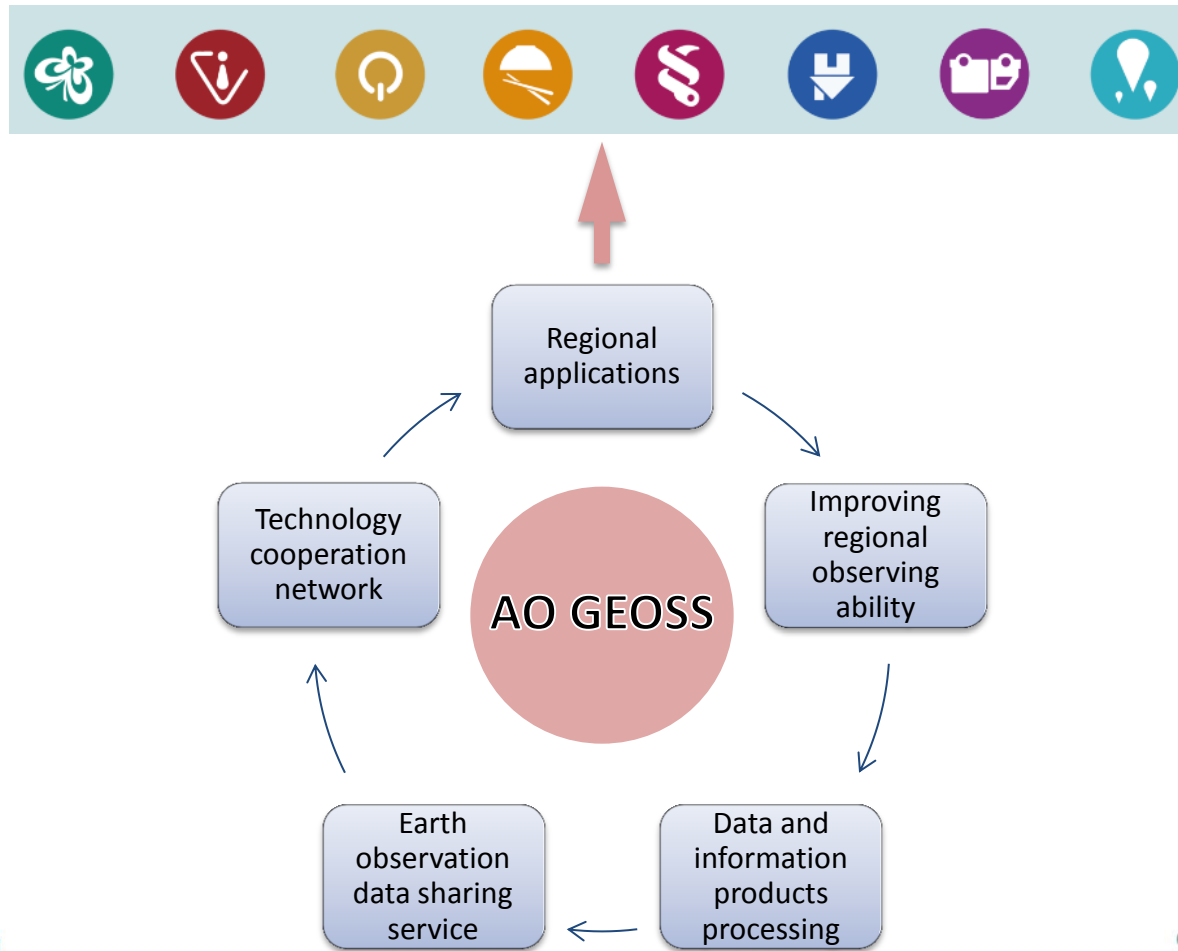 Regional
applications
Technology
cooperation
network
Improving
regional
observing
ability
AO GEOSS
Earth
observation
data sharing
service
Data and
information
products
processing